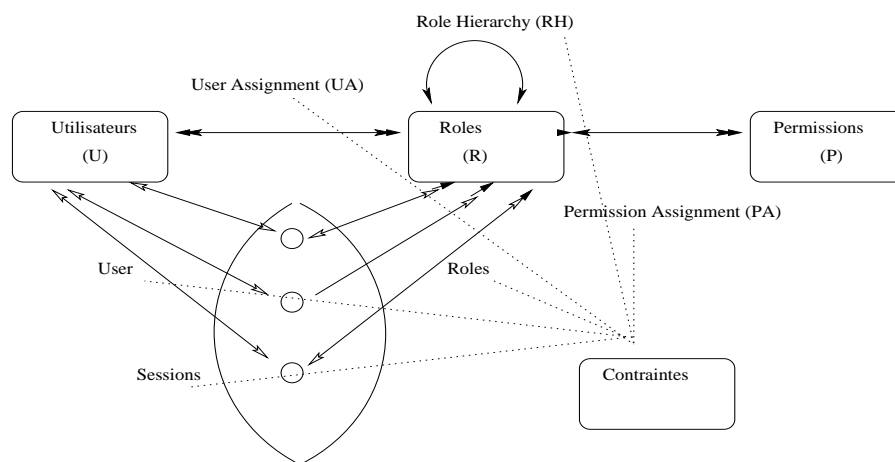 Role Hierarchy (RH)
User Assignment (UA)
Utilisateurs
(U)
Roles
(R)
Permissions
(P)
Permission Assignment (PA)
User
Roles
Sessions
Contraintes